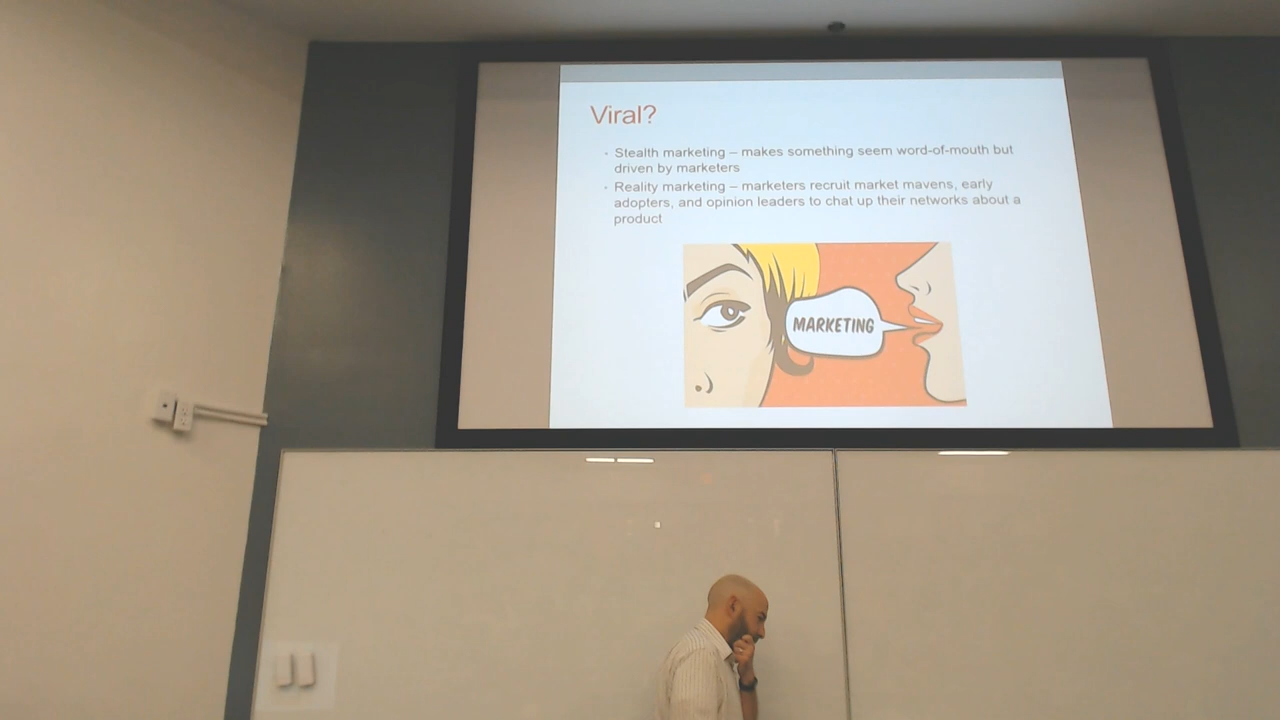 Viral?
Stealth marketing – makes something seem word-of-mouth but
driven by marketers
Reality marketing – marketers recruit market mavens, early
adopters, and opinion leaders to chat up their networks about a
product
MARKETING